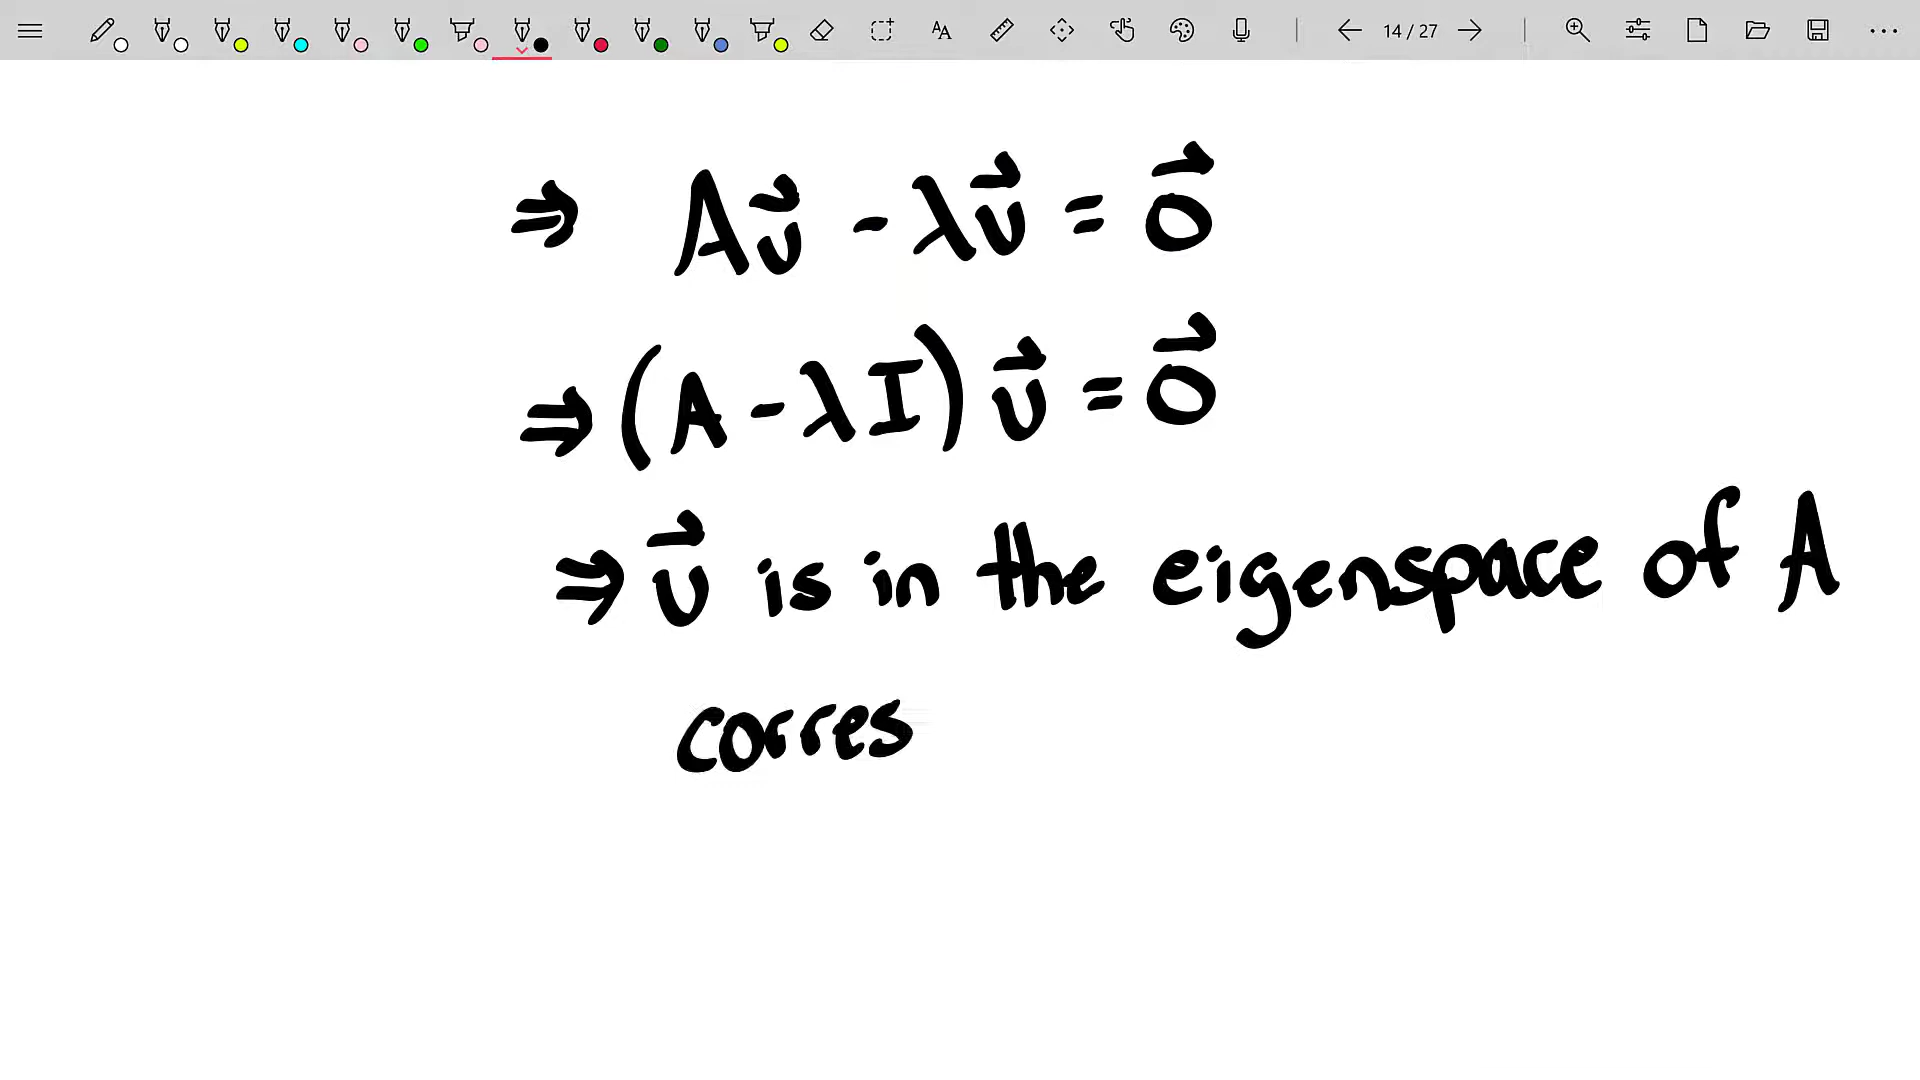 14 / 27
⇒ Av⃗ - λv⃗ = 0⃗
⇒ (A - λI) v⃗ = 0⃗
⇒ v⃗ is in the eigenspace of A
corres